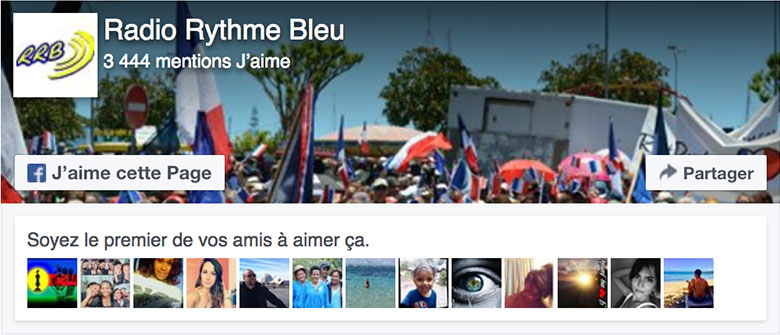 RRB
Radio Rythme Bleu
3 444 mentions J’aime
J’aime cette Page
Partager
Soyez le premier de vos amis à aimer ça.